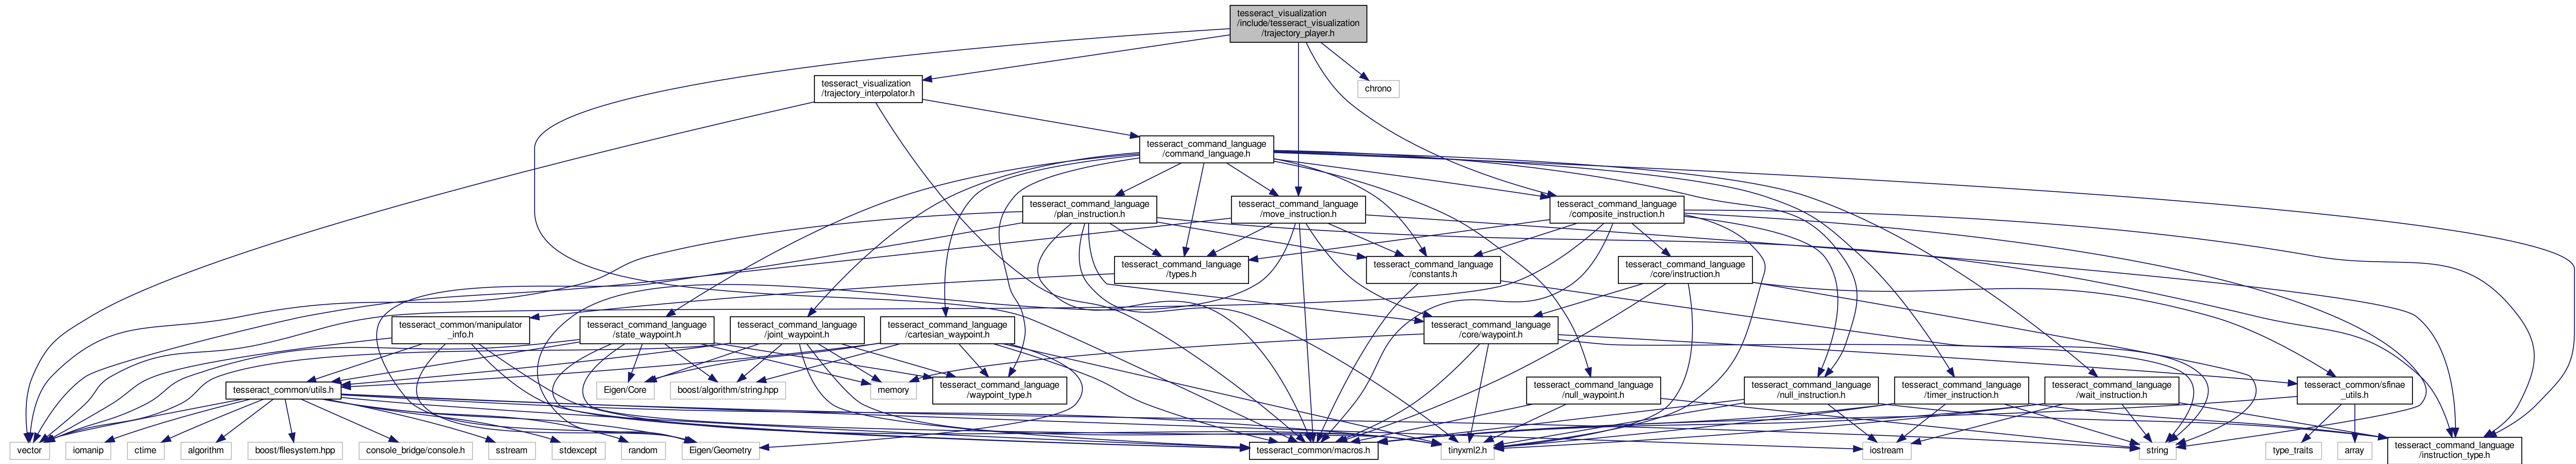 tesseract_visualization
/include/tesseract_visualization
/trajectory_player.h
tesseract_visualization
/trajectory_interpolator.h
chrono
tesseract_command_language
/command_language.h
tesseract_command_language
/plan_instruction.h
tesseract_command_language
/move_instruction.h
tesseract_command_language
/composite_instruction.h
tesseract_command_language
/types.h
tesseract_command_language
/constants.h
tesseract_command_language
/core/instruction.h
tesseract_common/manipulator
_info.h
tesseract_command_language
/state_waypoint.h
tesseract_command_language
/joint_waypoint.h
tesseract_command_language
/cartesian_waypoint.h
tesseract_command_language
/core/waypoint.h
tesseract_common/utils.h
Eigen/Core
boost/algorithm/string.hpp
memory
tesseract_command_language
/waypoint_type.h
tesseract_command_language
/null_waypoint.h
tesseract_command_language
/null_instruction.h
tesseract_command_language
/timer_instruction.h
tesseract_command_language
/wait_instruction.h
tesseract_common/sfinae
_utils.h
vector
iomanip
ctime
algorithm
boost/filesystem.hpp
console_bridge/console.h
sstream
stdexcept
random
Eigen/Geometry
tesseract_common/macros.h
tinyxml2.h
iostream
string
type_traits
array
tesseract_command_language
/instruction_type.h